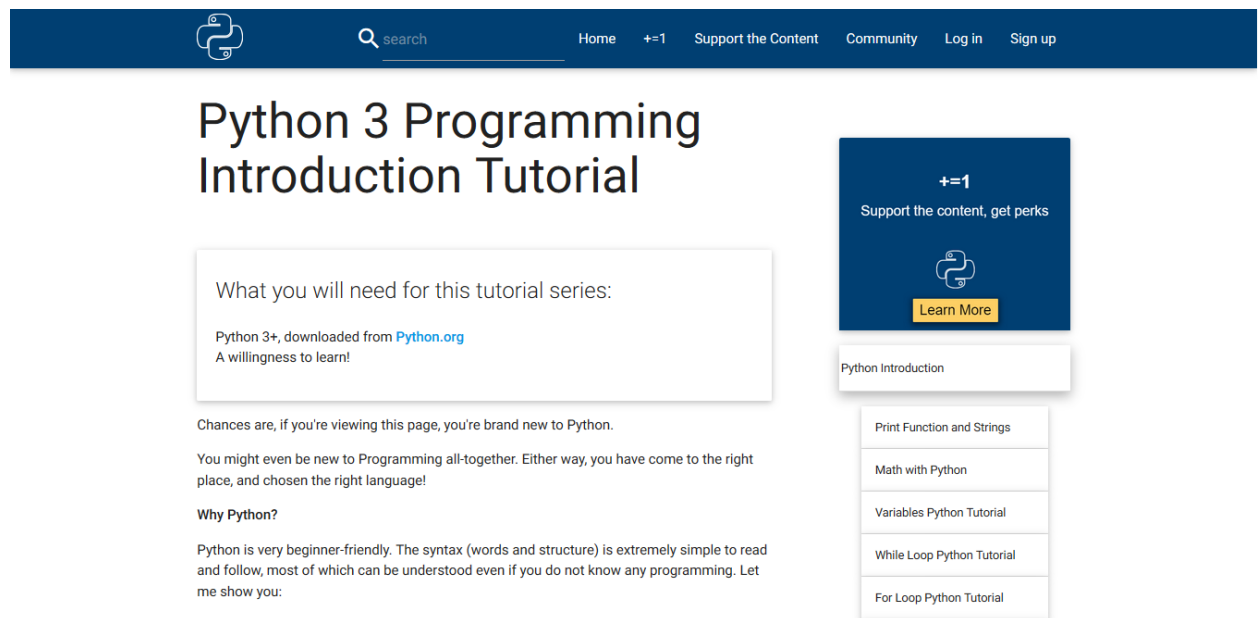 search
Home
+=1
Support the Content
Community
Log in
Sign up
Python 3 Programming
Introduction Tutorial
What you will need for this tutorial series:
Python 3+, downloaded from Python.org
A willingness to learn!
Chances are, if you're viewing this page, you're brand new to Python.
You might even be new to Programming all-together. Either way, you have come to the right
place, and chosen the right language!
Why Python?
Python is very beginner-friendly. The syntax (words and structure) is extremely simple to read
and follow, most of which can be understood even if you do not know any programming. Let
me show you:
+=1
Support the content, get perks
Learn More
Python Introduction
Print Function and Strings
Math with Python
Variables Python Tutorial
While Loop Python Tutorial
For Loop Python Tutorial